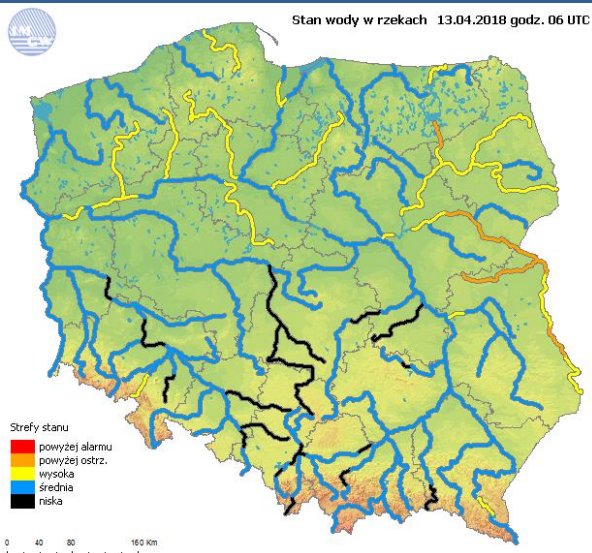 Stan wody w rzekach 13.04.2018 godz. 06 UTC
Strefy stanu
powyżej alarmu
powyżej ostrz.
wysoka
średnia
niska
0 40 80 160 Km